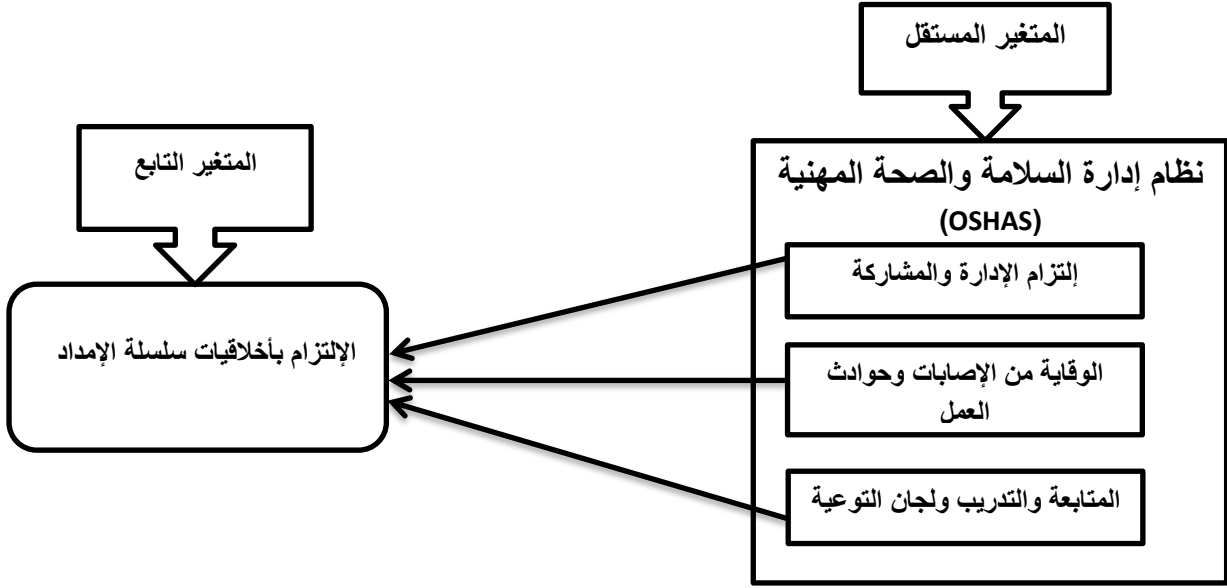 المتغير المستقل
نظام إدارة السلامة والصحة المهنية
(OSHAS)
إلتزام الإدارة والمشاركة
الوقاية من الإصابات وحوادث
العمل
المتابعة والتدريب ولجان التوعية
المتغير التابع
الإلتزام بأخلاقيات سلسلة الإمداد